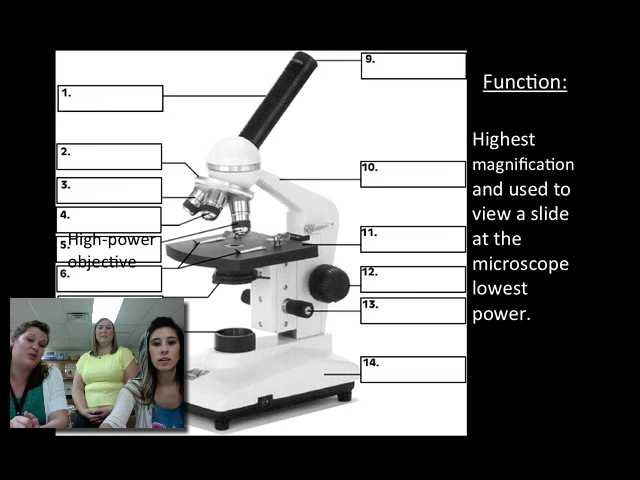 9.
Function:
1.
Highest
magnification
and used to
view a slide
at the
microscope
lowest
power.
2.
10.
3.
4.
5.
High-power
objective
11.
6.
12.
13.
14.